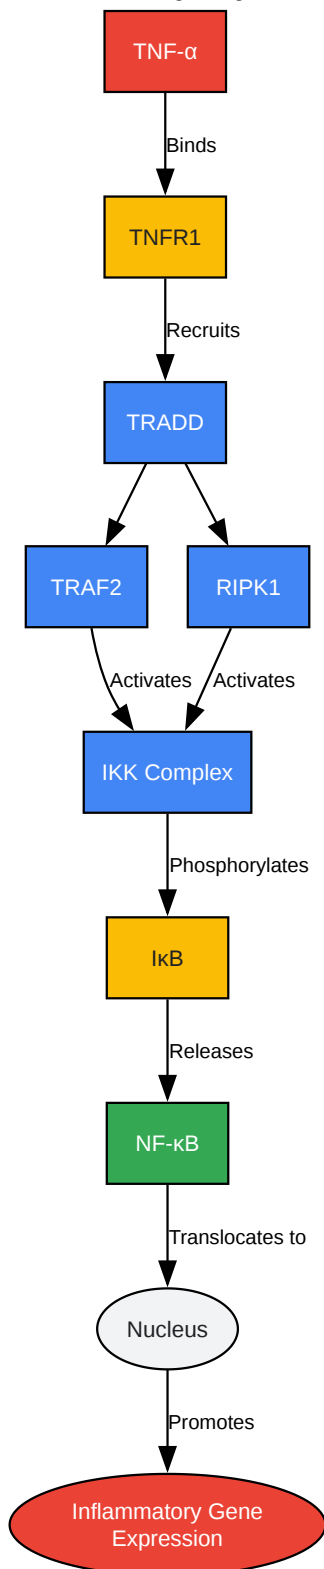 TNF-α
Binds
TNFR1
Recruits
TRADD
TRAF2
RIPK1
Activates
Activates
IKK Complex
Phosphorylates
IκB
Releases
NF-κB
Translocates to
Nucleus
Promotes
Inflammatory Gene
Expression